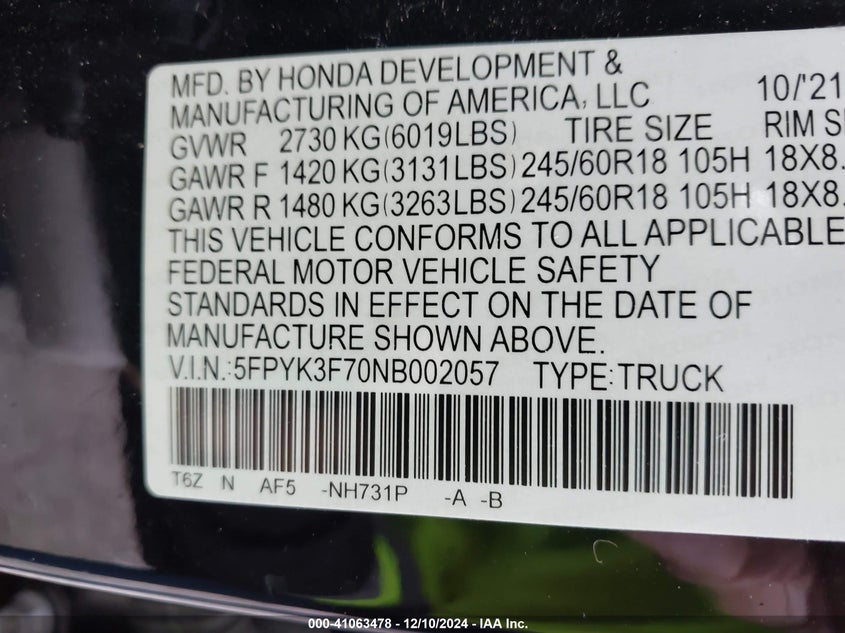 MFD. BY HONDA DEVELOPMENT &
MANUFACTURING OF AMERICA, LLC 10/'21
GVWR 2730 KG(6019LBS) TIRE SIZE RIM
GAWR F 1420 KG(3131LBS) 245/60R18 105H 18X8.
GAWR R 1480 KG(3263LBS) 245/60R18 105H 18X8.
THIS VEHICLE CONFORMS TO ALL APPLICABLE
FEDERAL MOTOR VEHICLE SAFETY
STANDARDS IN EFFECT ON THE DATE OF
MANUFACTURE SHOWN ABOVE.
V.I.N.:5FPYK3F70NB002057 TYPE:TRUCK
T6Z N AF5 -NH731P -A -B
000-41063478 - 12/10/2024 - IAA Inc.